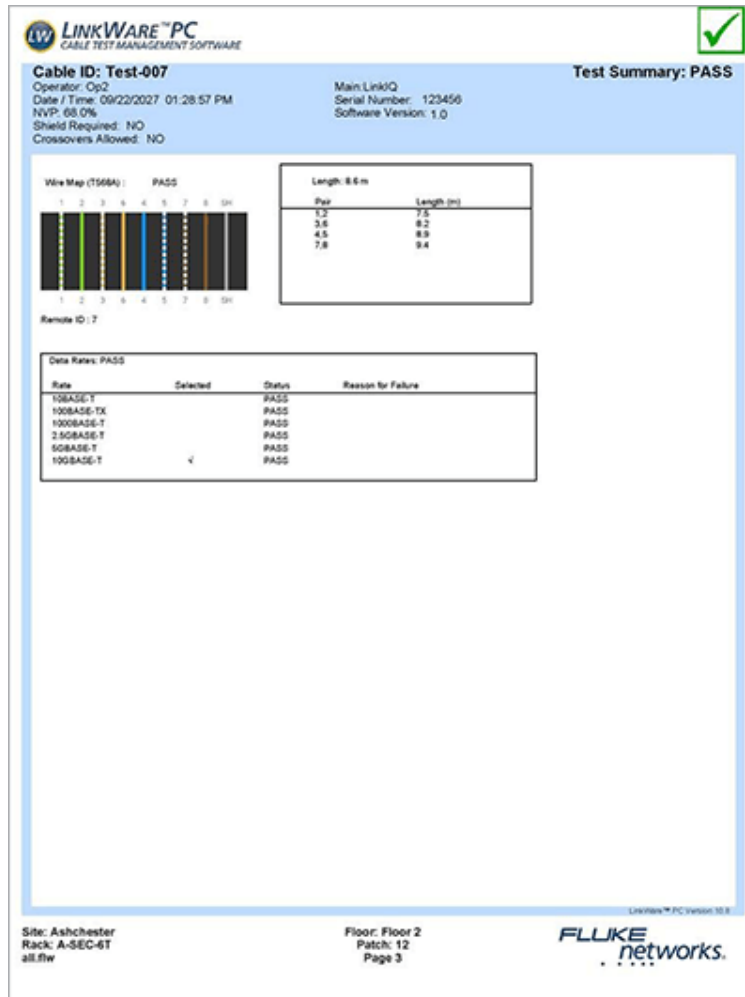 LW LINKWARE™PC
CABLE TEST MANAGEMENT SOFTWARE
Cable ID: Test-007
Test Summary: PASS
Operator: Op2
Date / Time: 09/22/2027 01:28:57 PM
NVP: 68.0%
Shield Required: NO
Crossovers Allowed: NO
Main:LinkIQ
Serial Number: 123456
Software Version: 1.0
Wire Map (T568A) : PASS
1 2 3 6 4 5 7 8 SH
1 2 3 6 4 5 7 8 SH
Remote ID : 7
Length: 8.6 m
Pair Length (m)
1,2 7.5
3,6 8.2
4,5 8.9
7,8 9.4
Data Rates: PASS
Rate Selected Status Reason for Failure
10BASE-T PASS
100BASE-TX PASS
1000BASE-T PASS
2.5GBASE-T PASS
5GBASE-T PASS
10GBASE-T √ PASS
LinkWare™ PC Version 10.8
Site: Ashchester
Rack: A-SEC-6T
all.flw
Floor: Floor 2
Patch: 12
Page 3
FLUKE
networks.